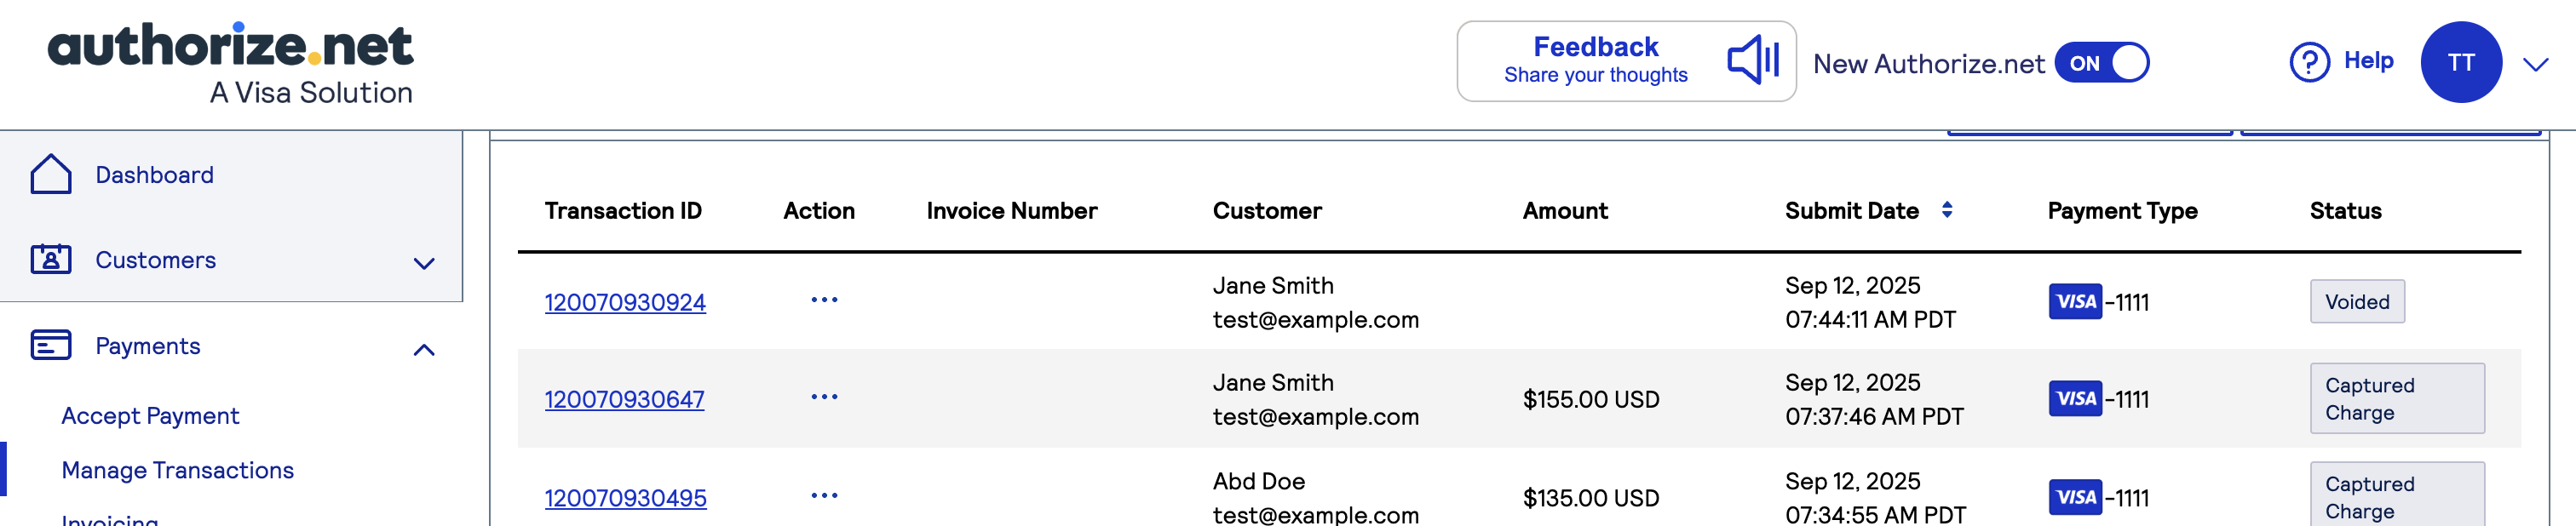 authorize.net
A Visa Solution
Feedback
Share your thoughts
New Authorize.net ON
Help
TT
Dashboard
Customers
Payments
Accept Payment
Manage Transactions
Invoicing
Transaction ID Action Invoice Number Customer Amount Submit Date Payment Type Status
120070930924 ... Jane Smith test@example.com Sep 12, 2025 07:44:11 AM PDT VISA -1111 Voided
120070930647 ... Jane Smith test@example.com $155.00 USD Sep 12, 2025 07:37:46 AM PDT VISA -1111 Captured Charge
120070930495 ... Abd Doe test@example.com $135.00 USD Sep 12, 2025 07:34:55 AM PDT VISA -1111 Captured Charge